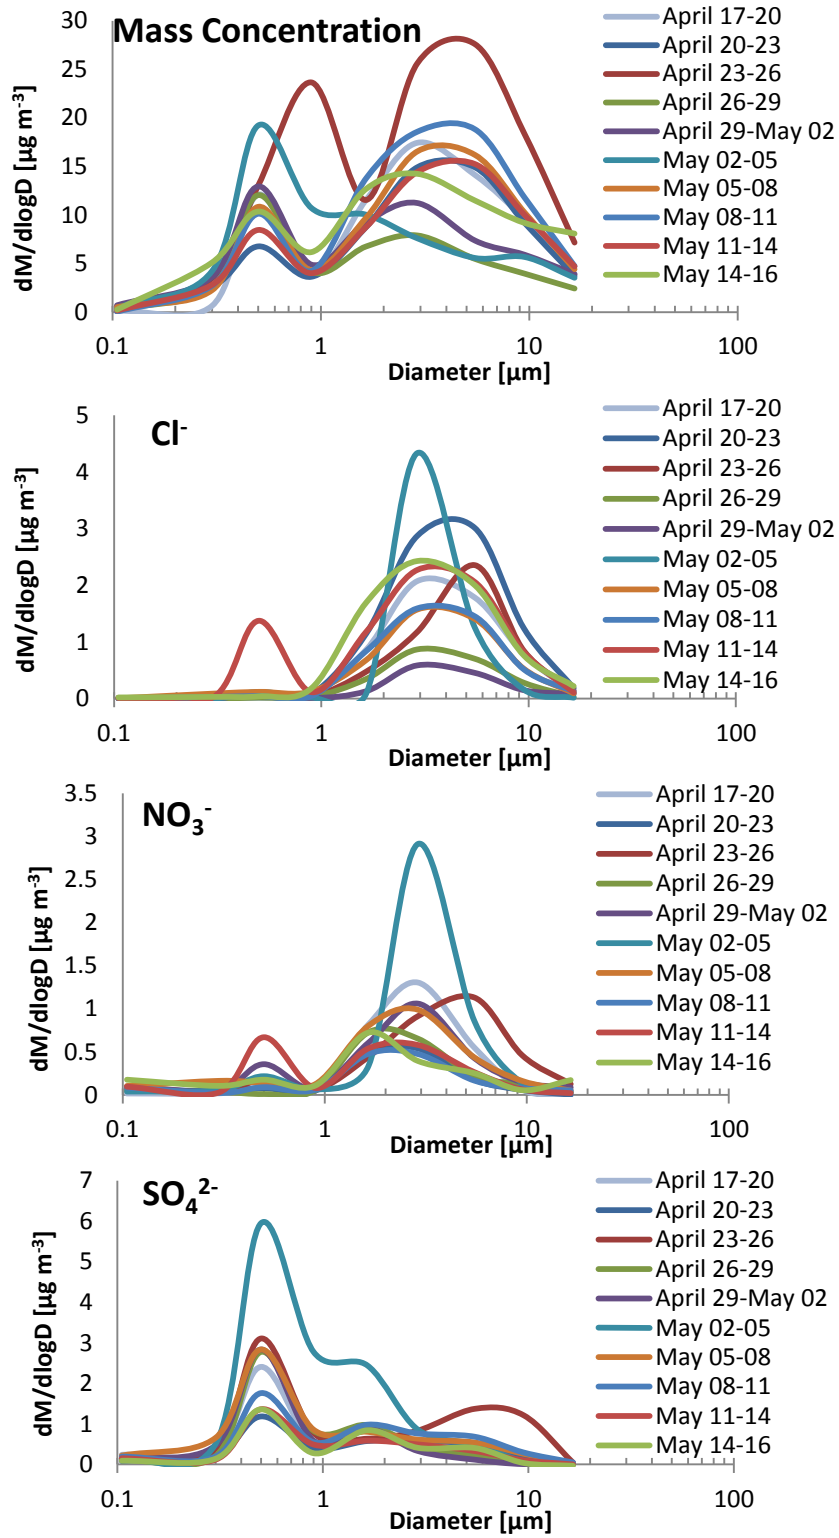 Mass Concentration
dM/dlogD [µg m-3]
30
25
20
15
10
5
0
0.1 1 10 100
Diameter [µm]
April 17-20
April 20-23
April 23-26
April 26-29
April 29-May 02
May 02-05
May 05-08
May 08-11
May 11-14
May 14-16
Cl-
dM/dlogD [µg m-3]
5
4
3
2
1
0
0.1 1 10 100
Diameter [µm]
April 17-20
April 20-23
April 23-26
April 26-29
April 29-May 02
May 02-05
May 05-08
May 08-11
May 11-14
May 14-16
NO3-
dM/dlogD [µg m-3]
3.5
3
2.5
2
1.5
1
0.5
0
0.1 1 10 100
Diameter [µm]
April 17-20
April 20-23
April 23-26
April 26-29
April 29-May 02
May 02-05
May 05-08
May 08-11
May 11-14
May 14-16
SO42-
dM/dlogD [µg m-3]
7
6
5
4
3
2
1
0
0.1 1 10 100
Diameter [µm]
April 17-20
April 20-23
April 23-26
April 26-29
April 29-May 02
May 02-05
May 05-08
May 08-11
May 11-14
May 14-16